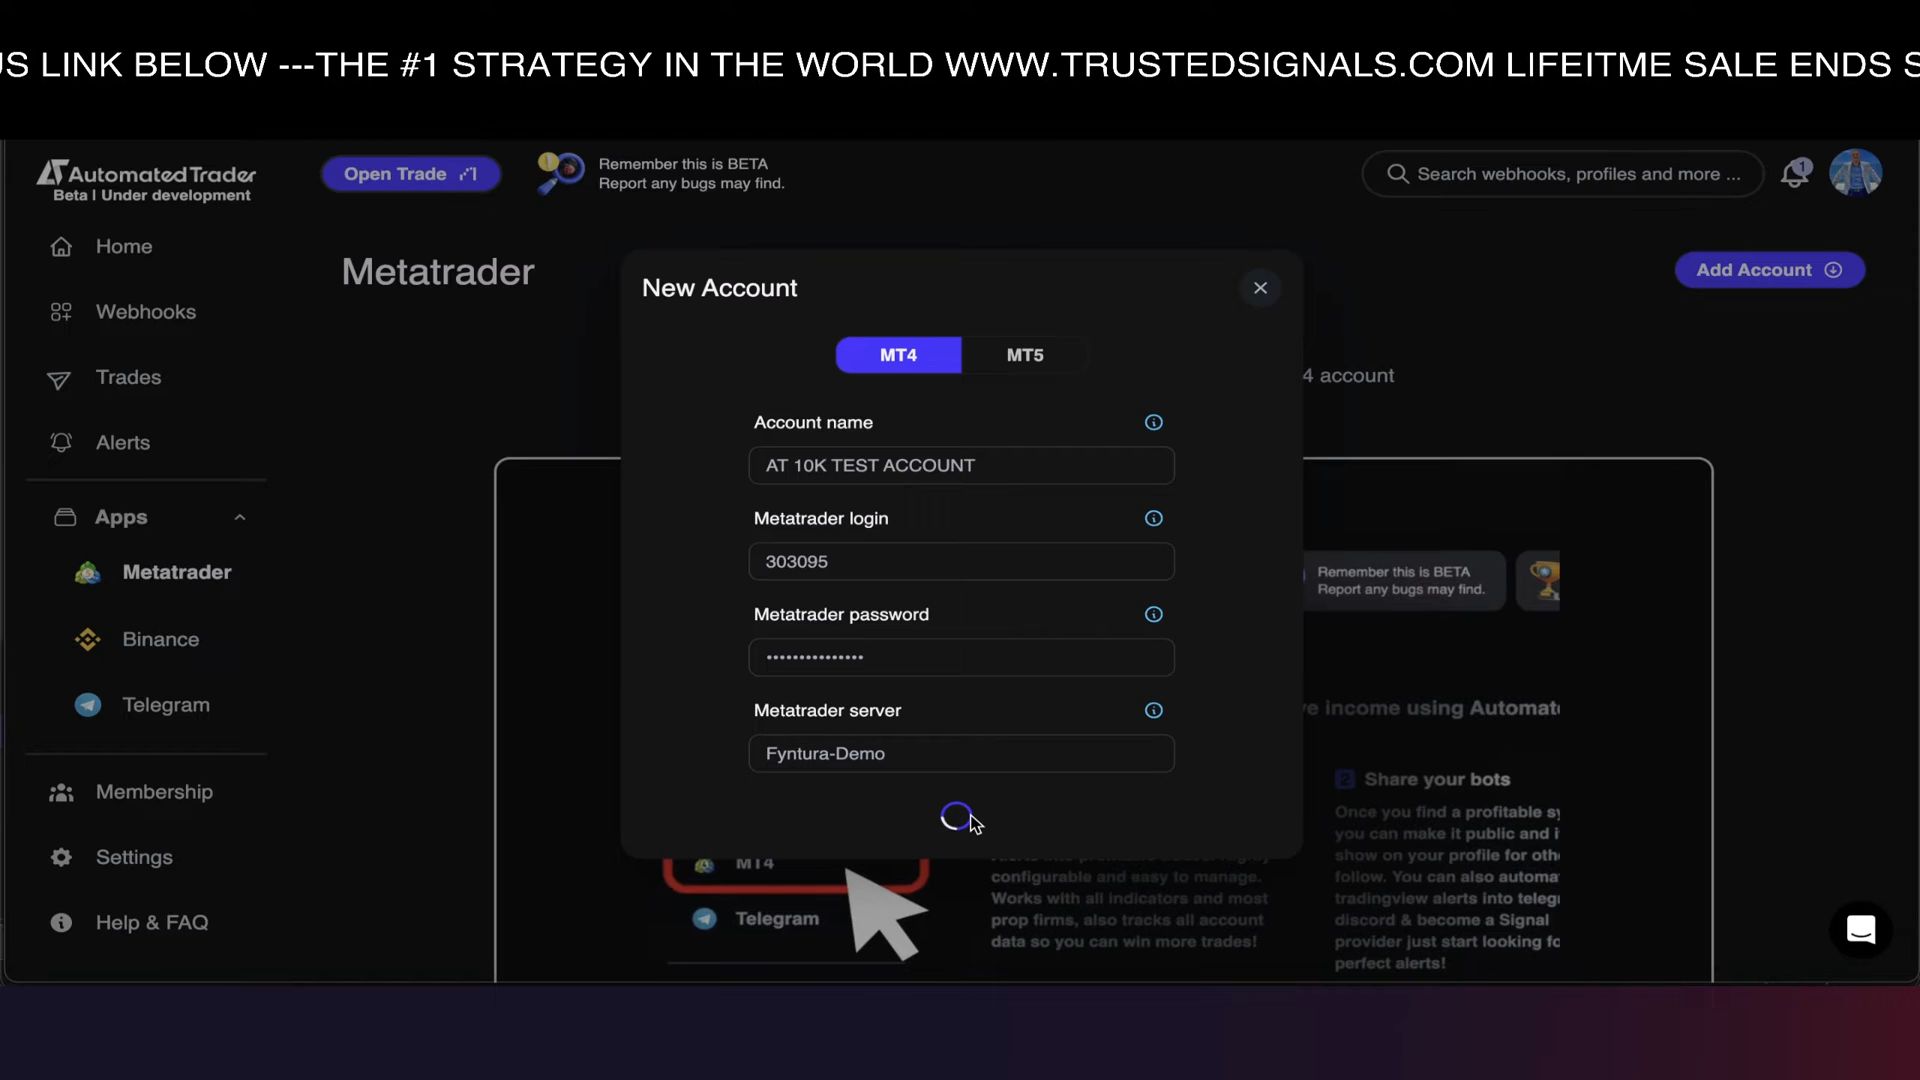 US LINK BELOW ---THE #1 STRATEGY IN THE WORLD WWW.TRUSTEDSIGNALS.COM LIFEITME SALE ENDS S
AutomatedTrader
Beta | Under development
Open Trade
Remember this is BETA
Report any bugs may find.
Search webhooks, profiles and more ...
1
Home
Webhooks
Trades
Alerts
Apps
Metatrader
Binance
Telegram
Membership
Settings
Help & FAQ
Metatrader
Add Account
4 account
New Account
MT4
MT5
Account name
AT 10K TEST ACCOUNT
Metatrader login
303095
Metatrader password
•••••••••••••••
Metatrader server
Fyntura-Demo
Remember this is BETA
Report any bugs may find.
e income using Automat
2 Share your bots
Once you find a profitable sy
you can make it public and i
show on your profile for oth
follow. You can also automa
tradingview alerts into teleg
discord & become a Signal
provider just start looking fo
perfect alerts!
MT4
Telegram
configurable and easy to manage.
Works with all indicators and most
prop firms, also tracks all account
data so you can win more trades!